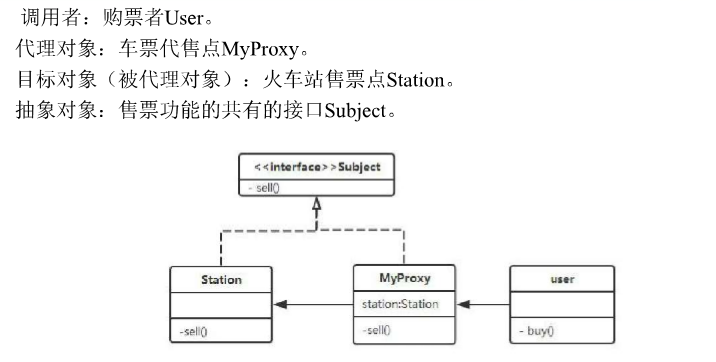 调用者：购票者User。
代理对象：车票代售点MyProxy。
目标对象（被代理对象）：火车站售票点Station。
抽象对象：售票功能的共有的接口Subject。
<<interface>>Subject
- sell()
Station
-sell()
MyProxy
station:Station
-sell()
user
- buy()